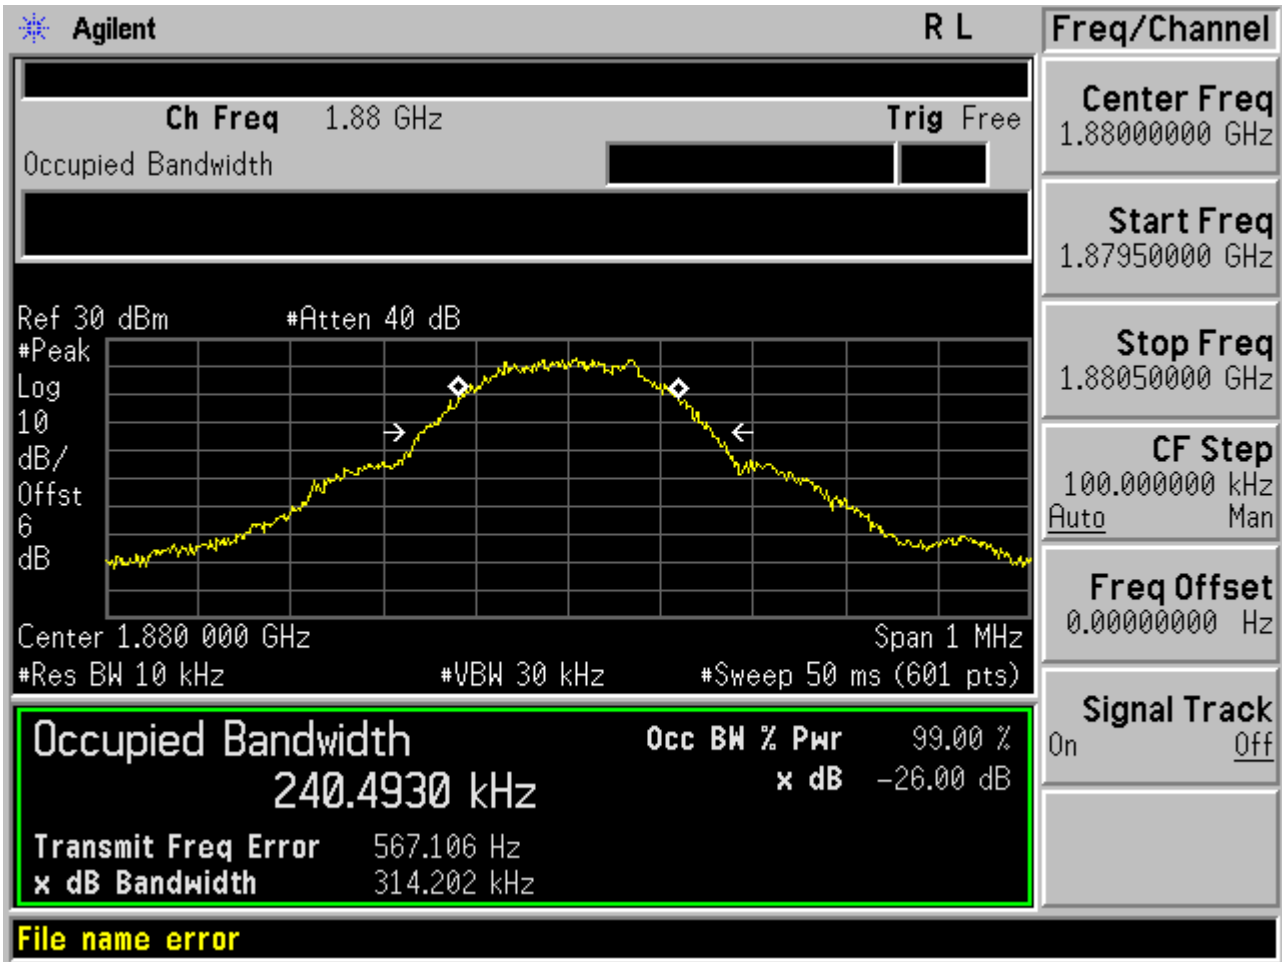 Agilent R L
Freq/Channel
Ch Freq 1.88 GHz Trig Free
Occupied Bandwidth
Center Freq
1.88000000 GHz
Start Freq
1.87950000 GHz
Stop Freq
1.88050000 GHz
CF Step
100.000000 kHz
Auto Man
Freq Offset
0.00000000 Hz
Signal Track
On Off
Ref 30 dBm #Atten 40 dB
#Peak
Log
10
dB/
Offst
6
dB
Center 1.880 000 GHz Span 1 MHz
#Res BW 10 kHz #VBW 30 kHz #Sweep 50 ms (601 pts)
Occupied Bandwidth
240.4930 kHz
Occ BW % Pwr 99.00 %
x dB -26.00 dB
Transmit Freq Error 567.106 Hz
x dB Bandwidth 314.202 kHz
File name error